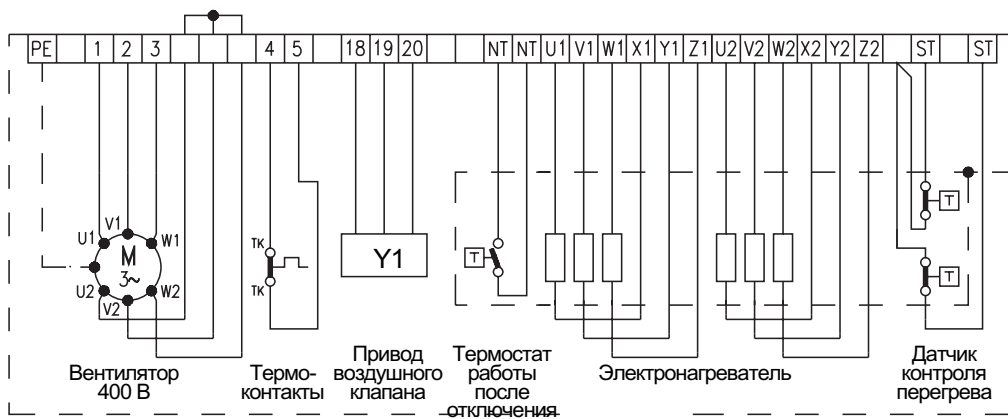 PE 1 2 3 4 5 18 19 20 NT NT U1 V1 W1 X1 Y1 Z1 U2 V2 W2 X2 Y2 Z2 ST ST
T
V1
U1 W1
M
3~
U2 W2
V2
TK
TK
Y1
T
T
Вентилятор
400 В
Термо-
контакты
Привод
воздушного
клапана
Термостат
работы
после
отключения
Электронагреватель
Датчик
контроля
перегрева